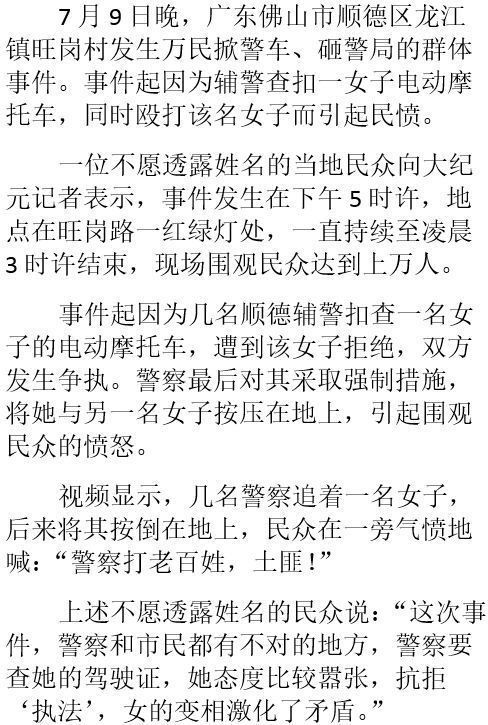 7月9日晚，广东佛山市顺德区龙江
镇旺岗村发生万民掀警车、砸警局的群体
事件。事件起因为辅警查扣一女子电动摩
托车，同时殴打该名女子而引起民愤。
一位不愿透露姓名的当地民众向大纪
元记者表示，事件发生在下午5时许，地
点在旺岗路一红绿灯处，一直持续至凌晨
3时许结束，现场围观民众达到上万人。
事件起因为几名顺德辅警扣查一名女
子的电动摩托车，遭到该女子拒绝，双方
发生争执。警察最后对其采取强制措施，
将她与另一名女子按压在地上，引起围观
民众的愤怒。
视频显示，几名警察追着一名女子，
后来将其按倒在地上，民众在一旁气愤地
喊：“警察打老百姓，土匪！”
上述不愿透露姓名的民众说：“这次事
件，警察和市民都有不对的地方，警察要
查她的驾驶证，她态度比较嚣张，抗拒
‘执法’，女的变相激化了矛盾。”